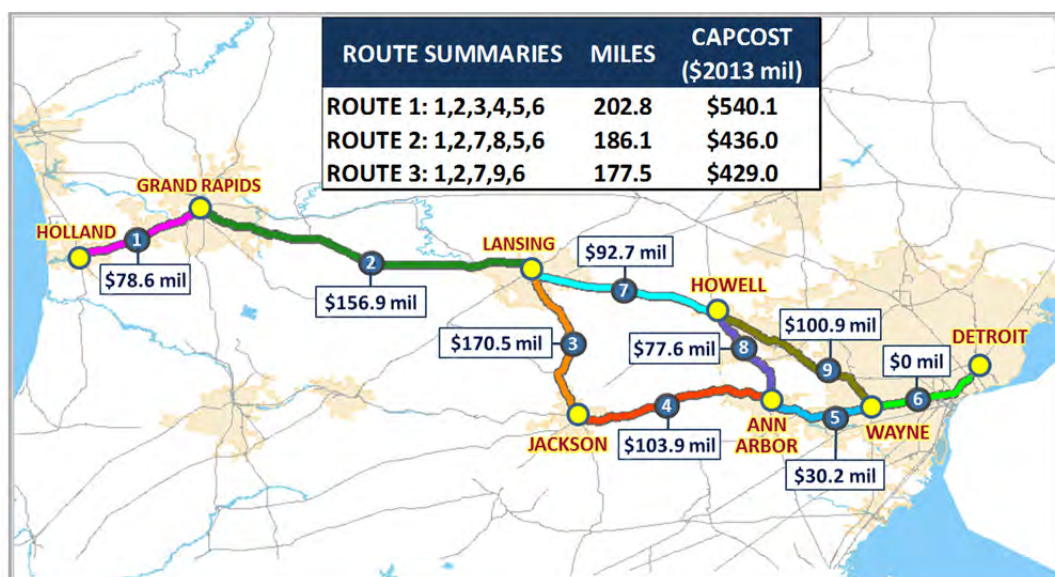 ROUTE SUMMARIES MILES CAPCOST ($2013 mil)
ROUTE 1: 1,2,3,4,5,6 202.8 $540.1
ROUTE 2: 1,2,7,8,5,6 186.1 $436.0
ROUTE 3: 1,2,7,9,6 177.5 $429.0
GRAND RAPIDS
HOLLAND
1
$78.6 mil
2
$156.9 mil
LANSING
$92.7 mil
7
HOWELL
$100.9 mil
DETROIT
$170.5 mil
3
$77.6 mil
8
9
$0 mil
6
JACKSON
4
$103.9 mil
ANN
ARBOR
5
WAYNE
$30.2 mil